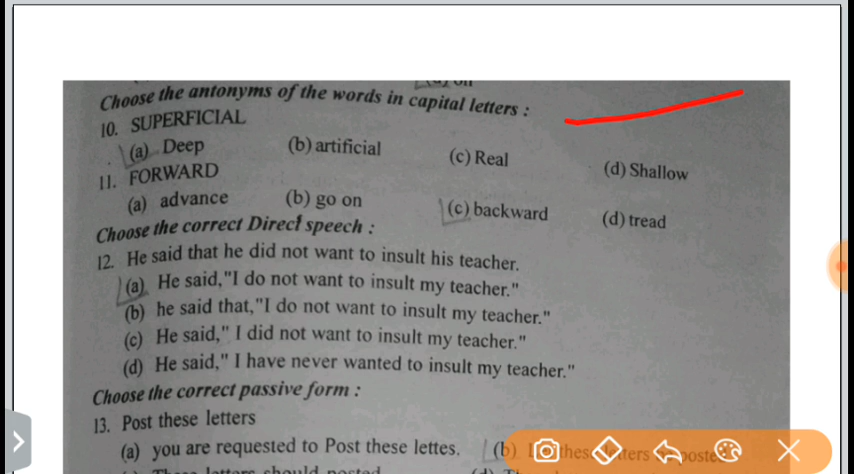 (d) on
Choose the antonyms of the words in capital letters :
10. SUPERFICIAL
(a) Deep (b) artificial (c) Real (d) Shallow
11. FORWARD
(a) advance (b) go on (c) backward (d) tread
Choose the correct Direct speech :
12. He said that he did not want to insult his teacher.
(a) He said,"I do not want to insult my teacher."
(b) he said that,"I do not want to insult my teacher."
(c) He said," I did not want to insult my teacher."
(d) He said," I have never wanted to insult my teacher."
Choose the correct passive form :
13. Post these letters
(a) you are requested to Post these lettes. (b)
letters should posted